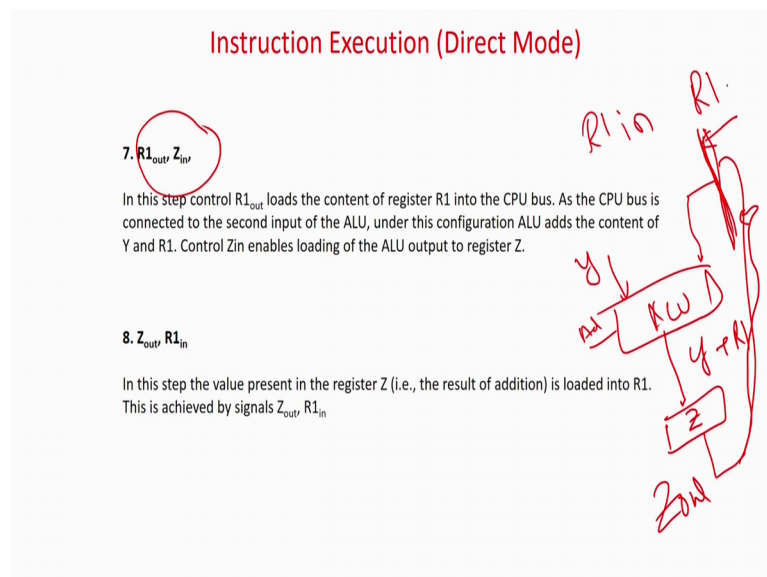 Instruction Execution (Direct Mode)
R1.
R1in
7. R1out, Zin,
In this step control R1out loads the content of register R1 into the CPU bus. As the CPU bus is
connected to the second input of the ALU, under this configuration ALU adds the content of
Y and R1. Control Zin enables loading of the ALU output to register Z.
Y
Ad
Y + R1
8. Zout, R1in
In this step the value present in the register Z (i.e., the result of addition) is loaded into R1.
This is achieved by signals Zout, R1in
Z
Zout